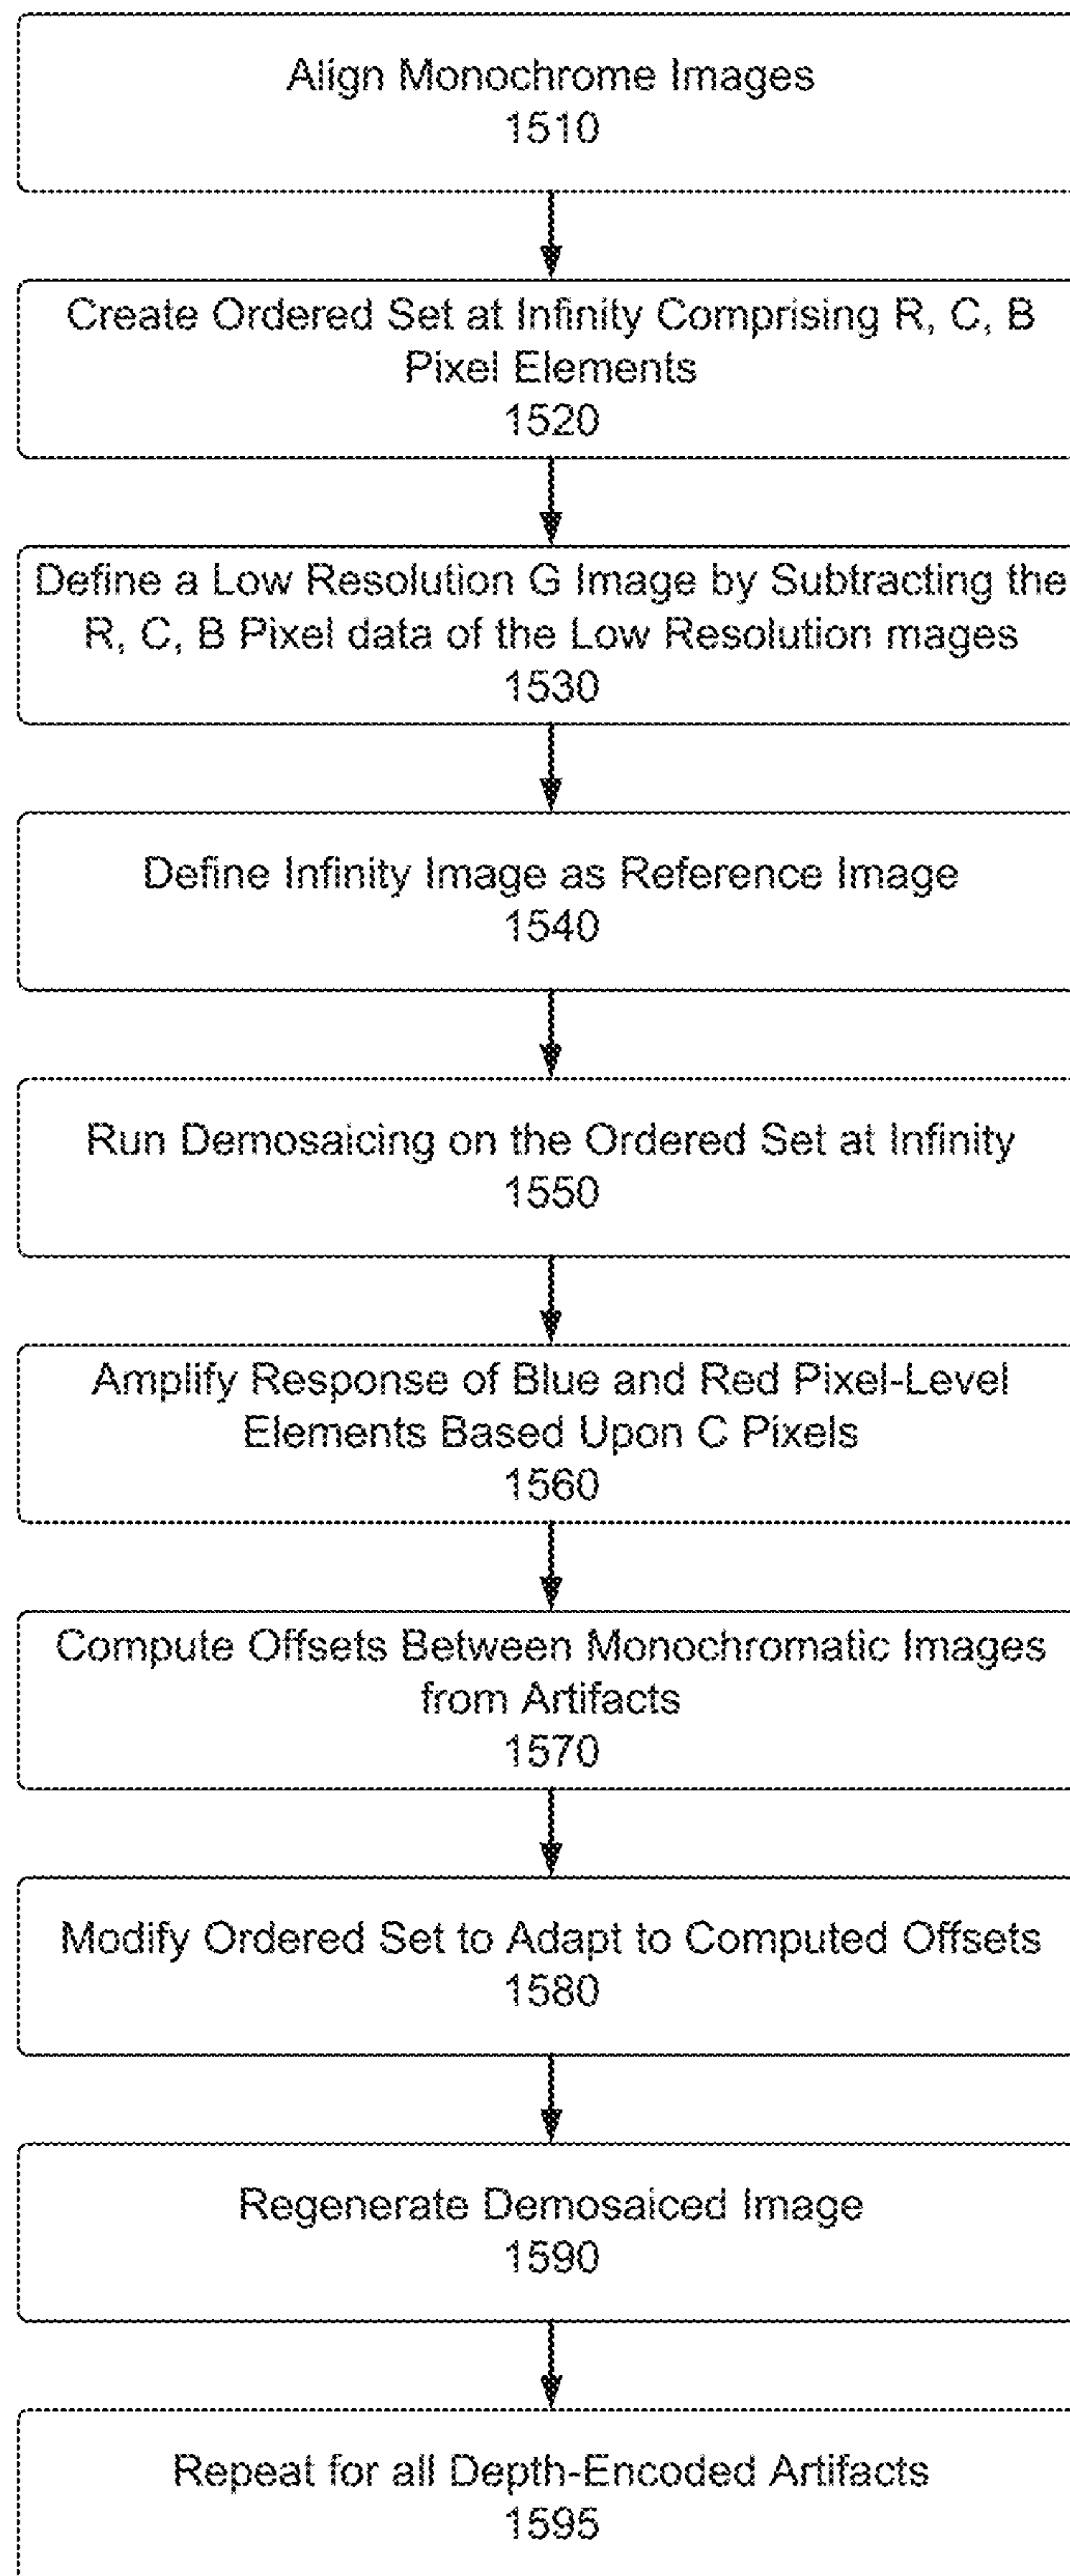 Align Monochrome Images
1510
Create Ordered Set at Infinity Comprising R, C, B
Pixel Elements
1520
Define a Low Resolution G Image by Subtracting the
R, C, B Pixel data of the Low Resolution mages
1530
Define Infinity Image as Reference Image
1540
Run Demosaicing on the Ordered Set at Infinity
1550
Amplify Response of Blue and Red Pixel-Level
Elements Based Upon C Pixels
1560
Compute Offsets Between Monochromatic Images
from Artifacts
1570
Modify Ordered Set to Adapt to Computed Offsets
1580
Regenerate Demosaiced Image
1590
Repeat for all Depth-Encoded Artifacts
1595